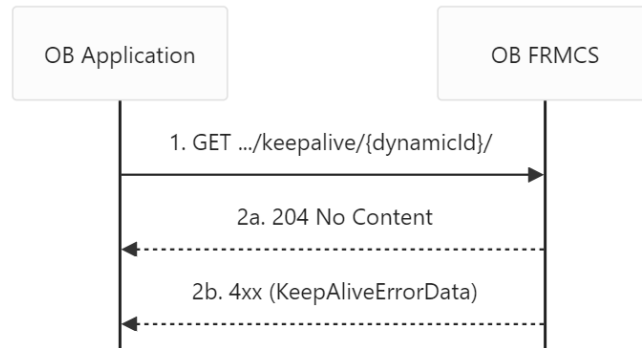 OB Application
OB FRMCS
1. GET .../keepalive/{dynamicId}/
2a. 204 No Content
2b. 4xx (KeepAliveErrorData)